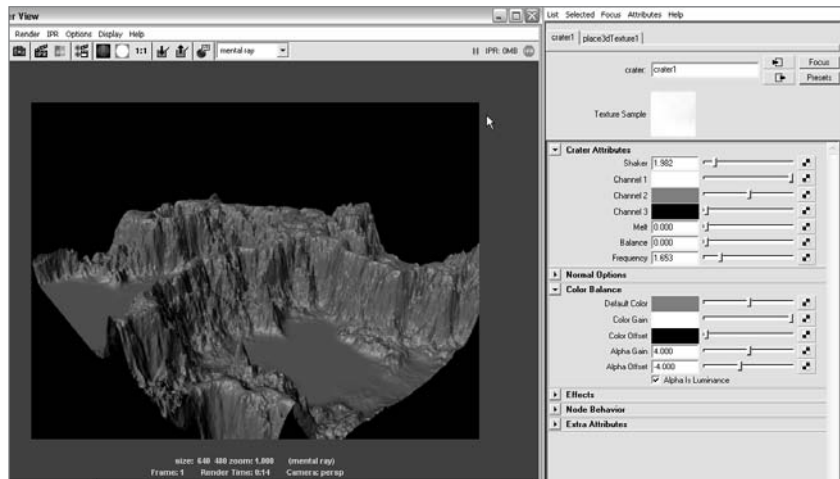 er View
Render IPR Options Display Help
1:1 mental ray IPR: 0MB
size: 640 480 zoom: 1.000 (mental ray)
Frame: 1 Render Time: 0:14 Camera: persp
List Selected Focus Attributes Help
crater1 place3dTexture1
crater: crater1
Focus
Presets
Texture Sample
Crater Attributes
Shaker 1.982
Channel 1
Channel 2
Channel 3
Melt 0.000
Balance 0.000
Frequency 1.653
Normal Options
Color Balance
Default Color
Color Gain
Color Offset
Alpha Gain 4.000
Alpha Offset -4.000
Alpha Is Luminance
Effects
Node Behavior
Extra Attributes